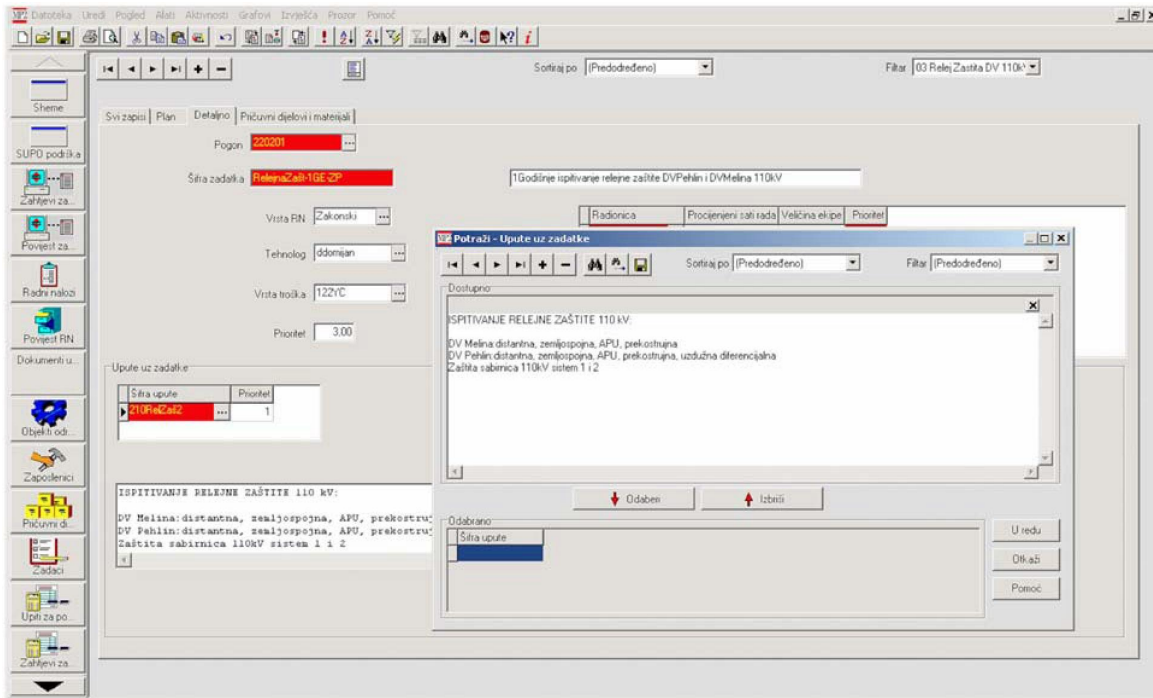 MP2 Datoteka Uredi Pogled Alati Aktivnosti Grafovi Izvješća Prozor Pomoć
Sortiraj po (Predodređeno) Filtar 03 Relej Zastita DV 110k
Sheme
SUPO podrška
Zahtjevi za...
Povijest za...
Radni nalozi
Povijest RN
Dokumenti u...
Objekti odr...
Zaposlenici
Pričuvni di...
Zadaci
Upiti za po...
Zahtjevi za...
Svi zapisi Plan Detaljno Pričuvni dijelovi i materijali
Pogon 220201 ...
Šifra zadatka RelejnaZašt-1GE-ZP 1Godišnje ispitivanje relejne zaštite DVPehlin i DVMelina 110kV
Vrsta RN Zakonski ...
Radionica Procijenjeni sati rada Veličina ekipe Prioritet
Tehnolog ddomijan ...
Vrsta troška 122YC ...
Prioritet 3,00
Upute uz zadatke
Šifra upute Prioritet
210RelZaš2 ... 1
ISPITIVANJE RELEJNE ZAŠTITE 110 kV:
DV Melina:distantna, zemljospojna, APU, prekostruj
DV Pehlin:distantna, zemljospojna, APU, prekostruj
Zaštita sabirnica 110kV sistem 1 i 2
MP2 Potraži - Upute uz zadatke
Sortiraj po (Predodređeno) Filtar (Predodređeno)
Dostupno
ISPITIVANJE RELEJNE ZAŠTITE 110 kV:
DV Melina:distantna, zemljospojna, APU, prekostrujna
DV Pehlin:distantna, zemljospojna, APU, prekostrujna, uzdužna diferencijalna
Zaštita sabirnica 110kV sistem 1 i 2
Odaberi Izbriši
Odabrano
Šifra upute
U redu
Otkaži
Pomoć